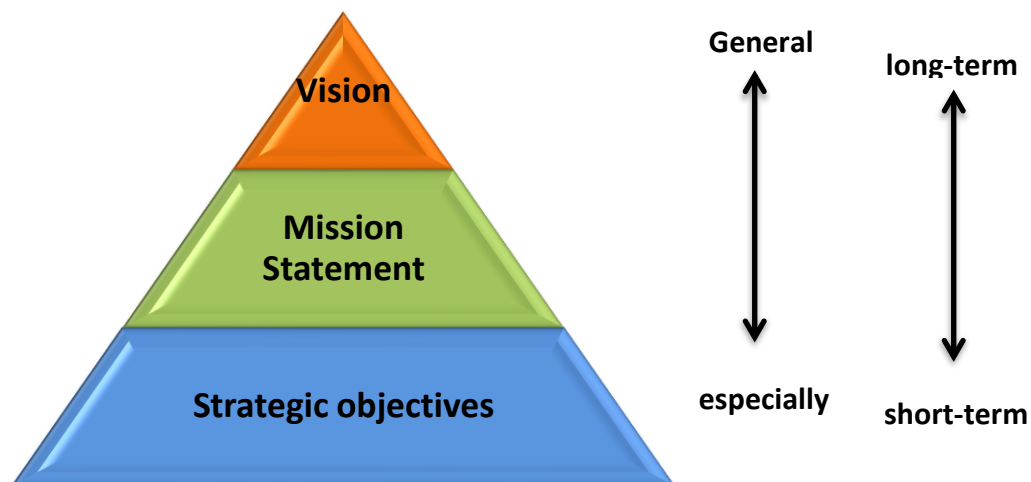 Vision
Mission
Statement
Strategic objectives
General
especially
long-term
short-term